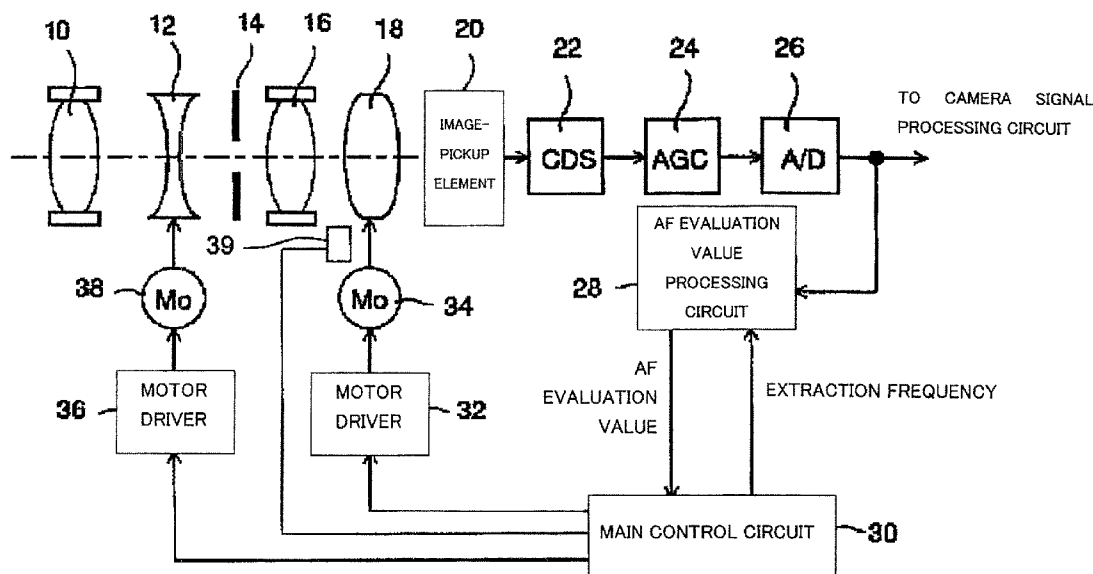 10
12
14
16
18
20
22
24
26
IMAGE-
PICKUP
ELEMENT
CDS
AGC
A/D
TO CAMERA SIGNAL
PROCESSING CIRCUIT
39
38
Mo
Mo
34
28
AF EVALUATION
VALUE
PROCESSING
CIRCUIT
36
MOTOR
DRIVER
MOTOR
DRIVER
32
AF
EVALUATION
VALUE
EXTRACTION FREQUENCY
MAIN CONTROL CIRCUIT
30